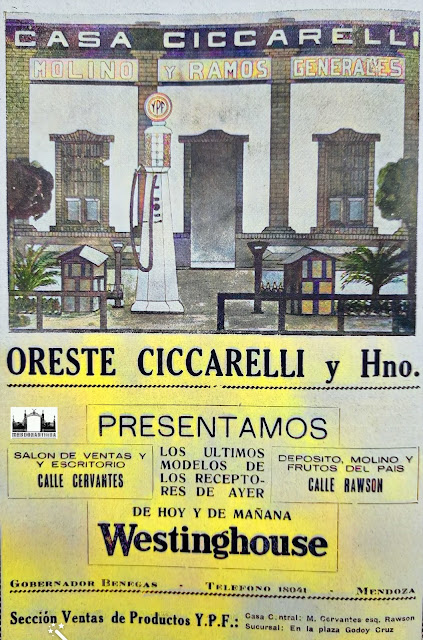 CASA CICCARELLI
MOLINO Y RAMOS GENERALES
YPF
ORESTE CICCARELLI y Hno.
MENDOZANTIGUA
PRESENTAMOS
SALON DE VENTAS Y
Y ESCRITORIO
CALLE CERVANTES
LOS ULTIMOS
MODELOS DE
LOS RECEPTO-
RES DE AYER
DEPOSITO, MOLINO Y
FRUTOS DEL PAIS
CALLE RAWSON
DE HOY Y DE MAÑANA
Westinghouse
GOBERNADOR BENEGAS - TELEFONO 18041 - MENDOZA
Sección Ventas de Productos Y.P.F.:
Casa Central: M. Cervantes esq. Rawson
Sucursal: En la plaza Godoy Cruz